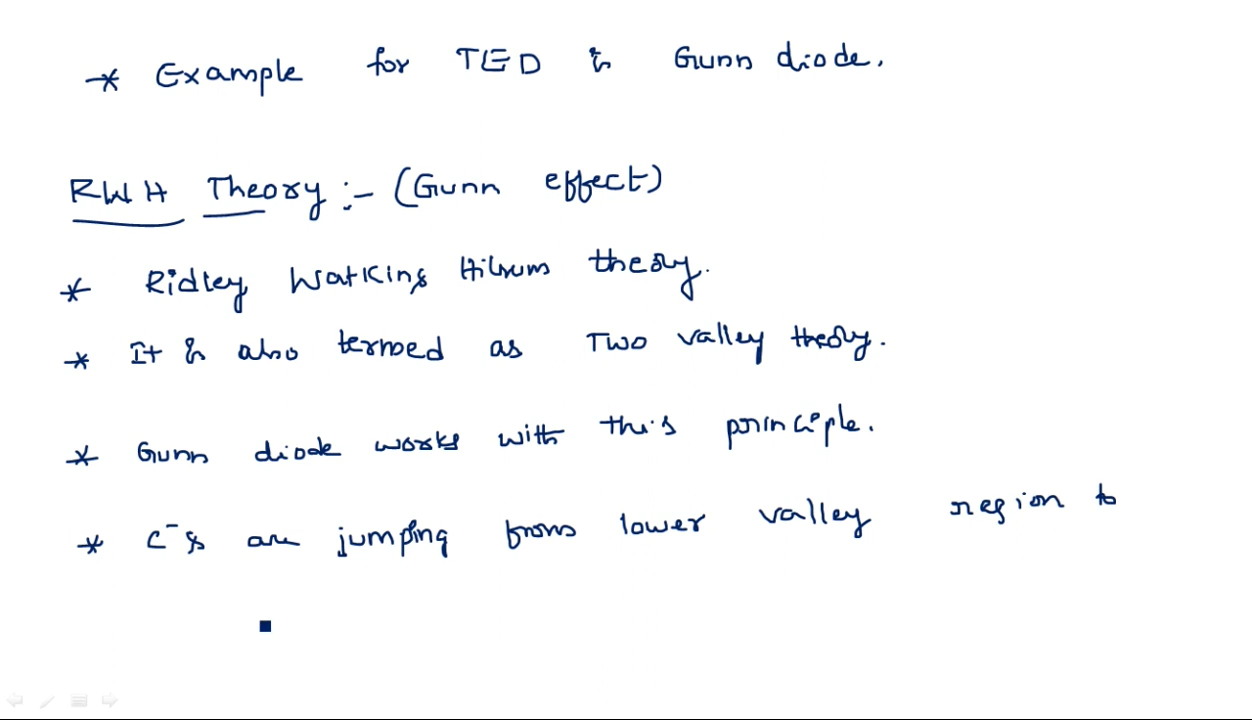 * Example for TED is Gunn diode.
RWH Theory :- (Gunn effect)
* Ridley Watking Hilsum theory.
* It is also termed as Two valley theory.
* Gunn diode works with this principle.
* e⁻s are jumping from lower valley region to